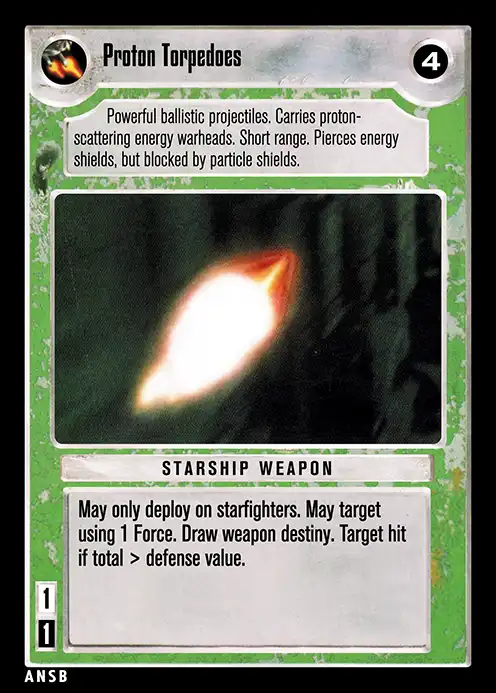 Proton Torpedoes
4
Powerful ballistic projectiles. Carries proton-
scattering energy warheads. Short range. Pierces energy
shields, but blocked by particle shields.
STARSHIP WEAPON
May only deploy on starfighters. May target
using 1 Force. Draw weapon destiny. Target hit
if total > defense value.
1
1
ANSB